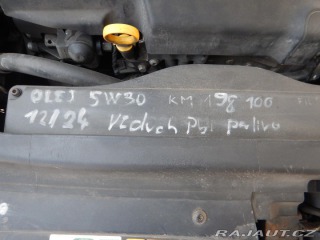 OLEJ 5W30 KM 198 100
12/24 Vzduch Pyl palivo
RAJAUT.CZ